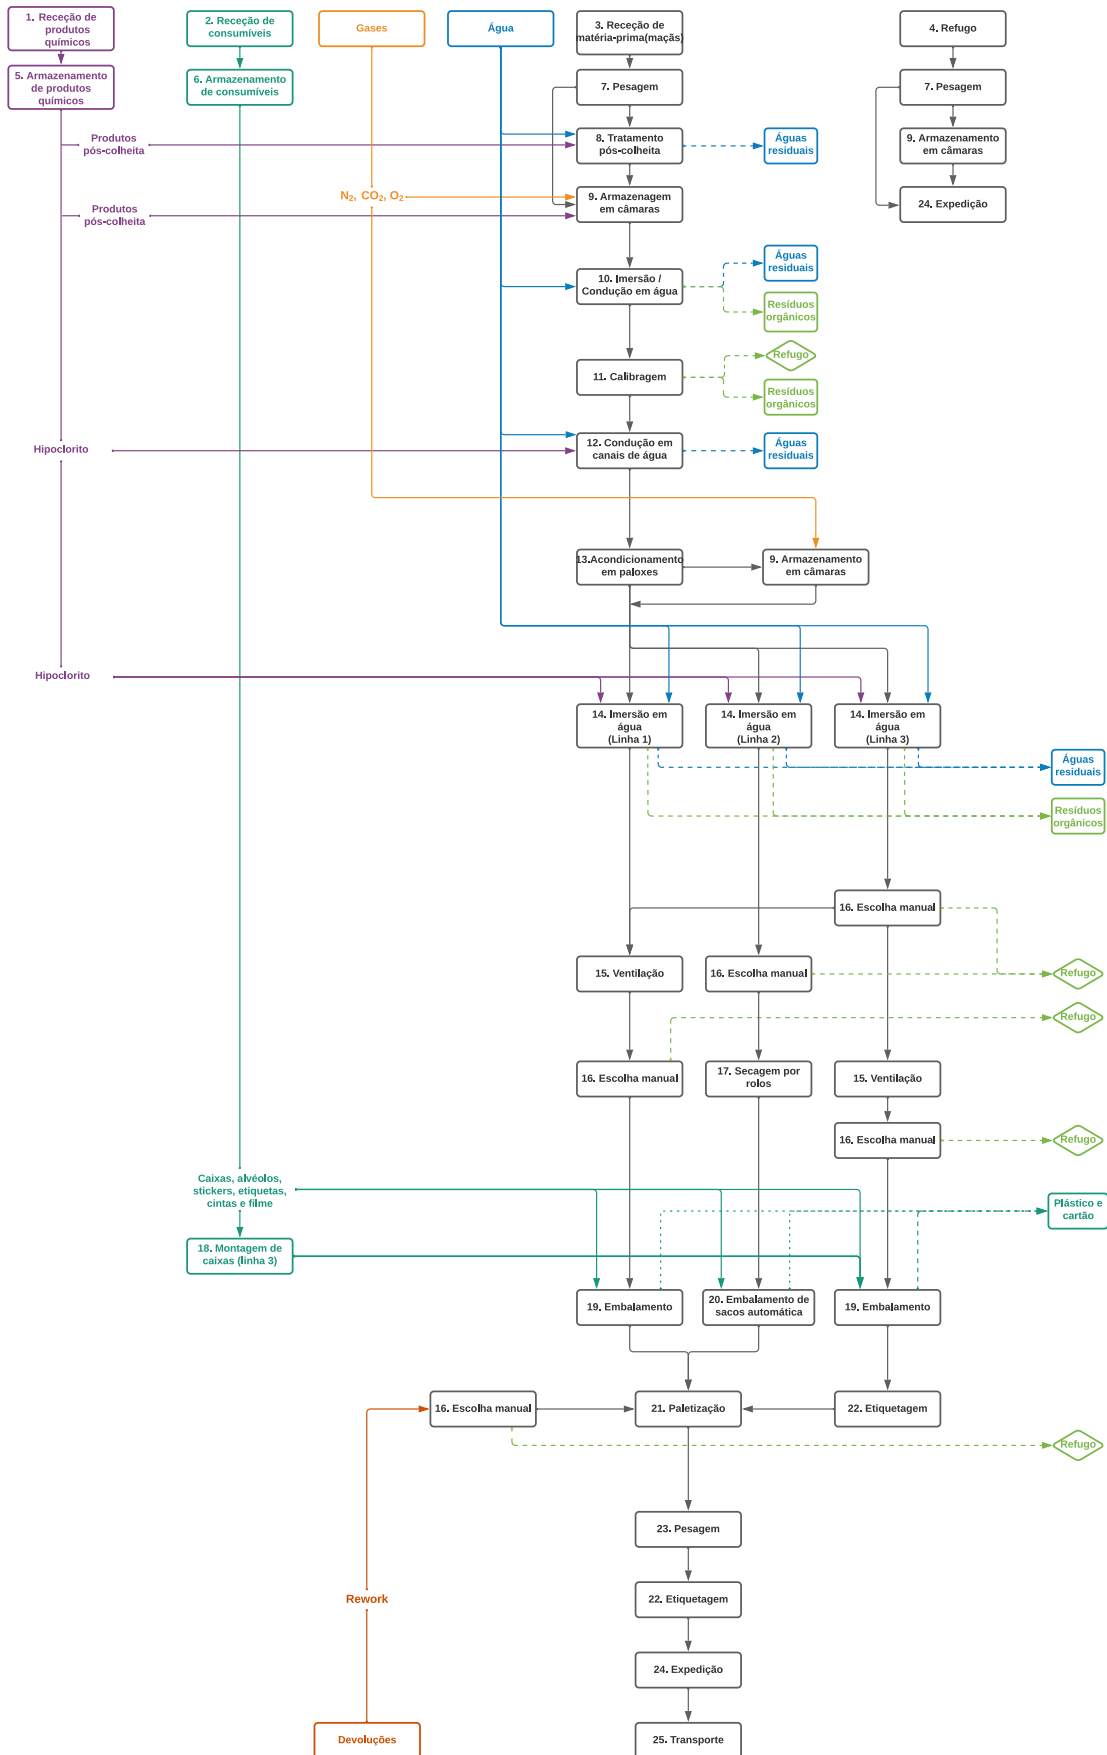 1. Receção de
produtos
químicos
2. Receção de
consumíveis
Gases
Água
3. Receção de
matéria-prima(maçãs)
4. Refugo
5. Armazenamento
de produtos
químicos
6. Armazenamento
de consumíveis
7. Pesagem
7. Pesagem
Produtos
pós-colheita
8. Tratamento
pós-colheita
Águas
residuais
9. Armazenamento
em câmaras
N₂, CO₂, O₂
Produtos
pós-colheita
9. Armazenagem
em câmaras
24. Expedição
10. Imersão /
Condução em água
Águas
residuais
Resíduos
orgânicos
11. Calibragem
Refugo
Resíduos
orgânicos
Hipoclorito
12. Condução em
canais de água
Águas
residuais
13.Acondicionamento
em paloxes
9. Armazenamento
em câmaras
Hipoclorito
14. Imersão em
água
(Linha 1)
14. Imersão em
água
(Linha 2)
14. Imersão em
água
(Linha 3)
Águas
residuais
Resíduos
orgânicos
16. Escolha manual
15. Ventilação
16. Escolha manual
Refugo
Refugo
16. Escolha manual
17. Secagem por
rolos
15. Ventilação
16. Escolha manual
Refugo
Caixas, alvéolos,
stickers, etiquetas,
cintas e filme
Plástico e
cartão
18. Montagem de
caixas (linha 3)
19. Embalamento
20. Embalamento de
sacos automática
19. Embalamento
16. Escolha manual
21. Paletização
22. Etiquetagem
Refugo
23. Pesagem
Rework
22. Etiquetagem
24. Expedição
Devoluções
25. Transporte